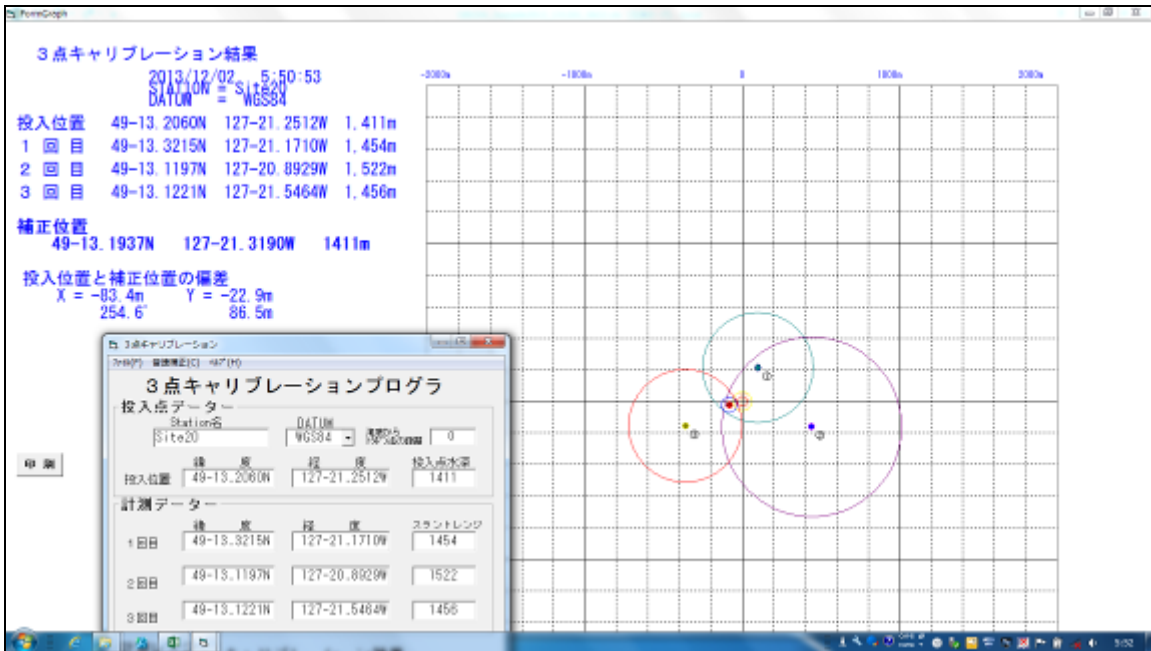 FormGraph
3点キャリブレーション結果
2013/12/02 5:50:53
STATION = Site20
DATUM = WGS84
投入位置 49-13.2060N 127-21.2512W 1,411m
1 回 目 49-13.3215N 127-21.1710W 1,454m
2 回 目 49-13.1197N 127-20.8929W 1,522m
3 回 目 49-13.1221N 127-21.5464W 1,456m
補正位置
49-13.1937N 127-21.3190W 1411m
投入位置と補正位置の偏差
X = -83.4m Y = -22.9m
254.6° 86.5m
-2000m -1000m 0 1000m 2000m
①
② ③
印 刷
3点キャリブレーション
ファイル(F) 音速補正(C) ヘルプ(H)
3点キャリブレーションプログラ
投入点データー
Station名 DATUM
Site20 WGS84 0
緯 度 経 度 投入点水深
投入位置 49-13.2060N 127-21.2512W 1411
計測データー
緯 度 経 度 スラントレンジ
1回目 49-13.3215N 127-21.1710W 1454
2回目 49-13.1197N 127-20.8929W 1522
3回目 49-13.1221N 127-21.5464W 1456
5:52